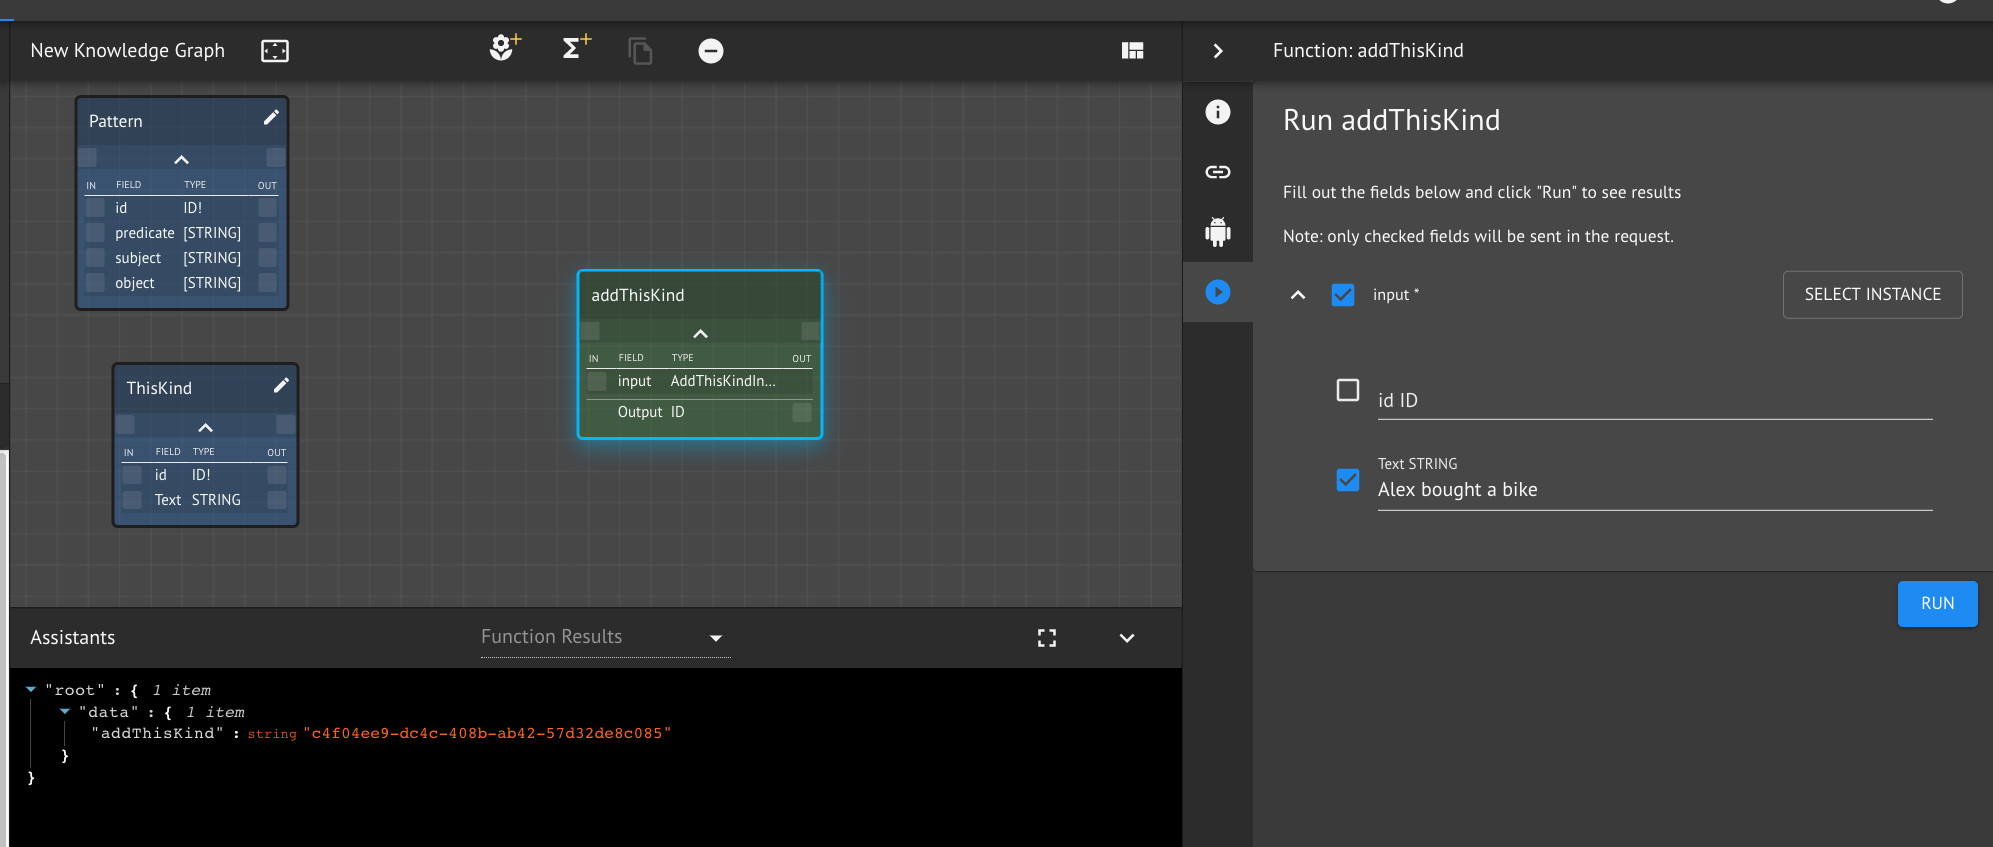 New Knowledge Graph
Pattern
IN FIELD TYPE OUT
id ID!
predicate [STRING]
subject [STRING]
object [STRING]
ThisKind
IN FIELD TYPE OUT
id ID!
Text STRING
addThisKind
IN FIELD TYPE OUT
input AddThisKindIn...
Output ID
Assistants
Function Results
"root" : { 1 item
"data" : { 1 item
"addThisKind" : string "c4f04ee9-dc4c-408b-ab42-57d32de8c085"
}
}
Function: addThisKind
Run addThisKind
Fill out the fields below and click "Run" to see results
Note: only checked fields will be sent in the request.
input *
SELECT INSTANCE
id ID
Text STRING
Alex bought a bike
RUN